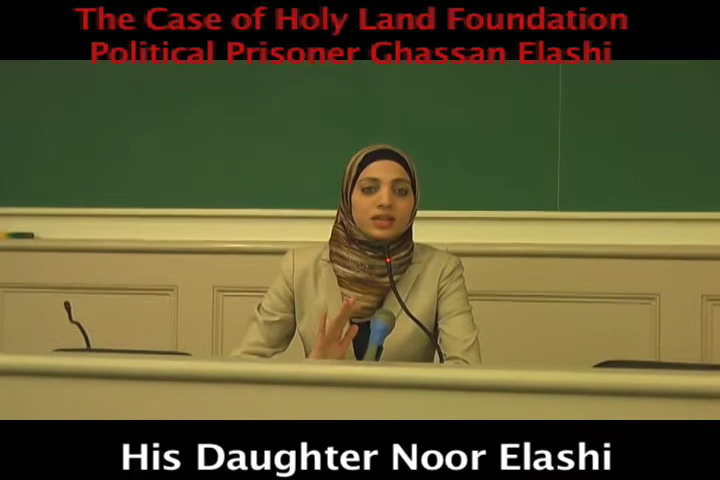 The Case of Holy Land Foundation
Political Prisoner Ghassan Elashi
His Daughter Noor Elashi